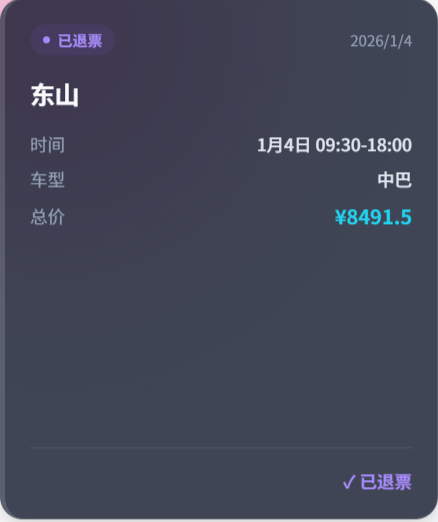 已退票 2026/1/4
东山
时间 1月4日 09:30-18:00
车型 中巴
总价 ¥8491.5
✓ 已退票